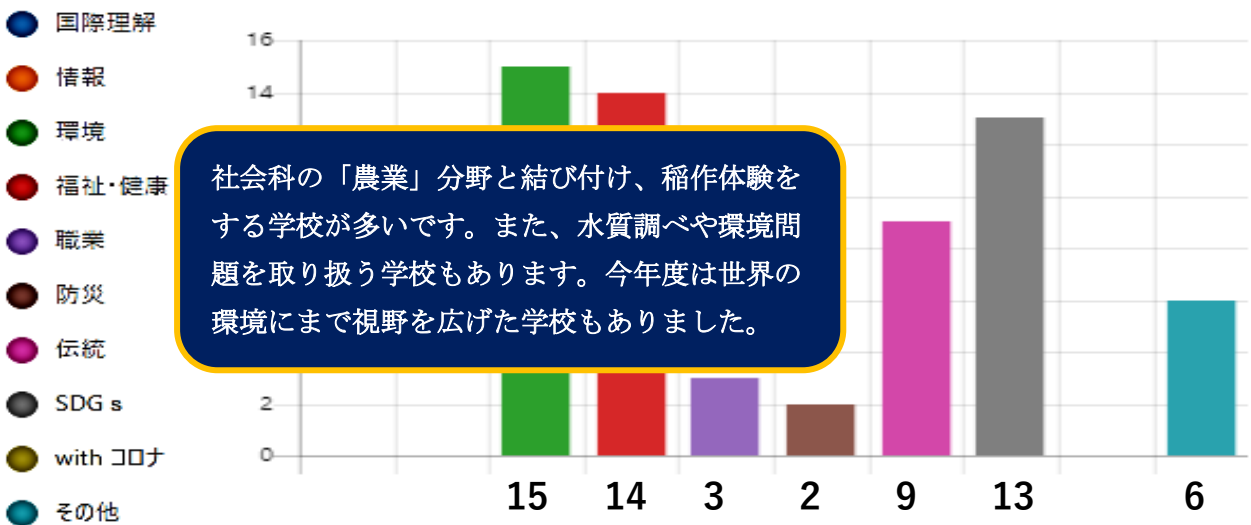 国際理解
情報
環境
福祉・健康
職業
防災
伝統
SDG s
with コロナ
その他
16
14
2
0
社会科の「農業」分野と結び付け、稲作体験を
する学校が多いです。また、水質調べや環境問
題を取り扱う学校もあります。今年度は世界の
環境にまで視野を広げた学校もありました。
15 14 3 2 9 13 6